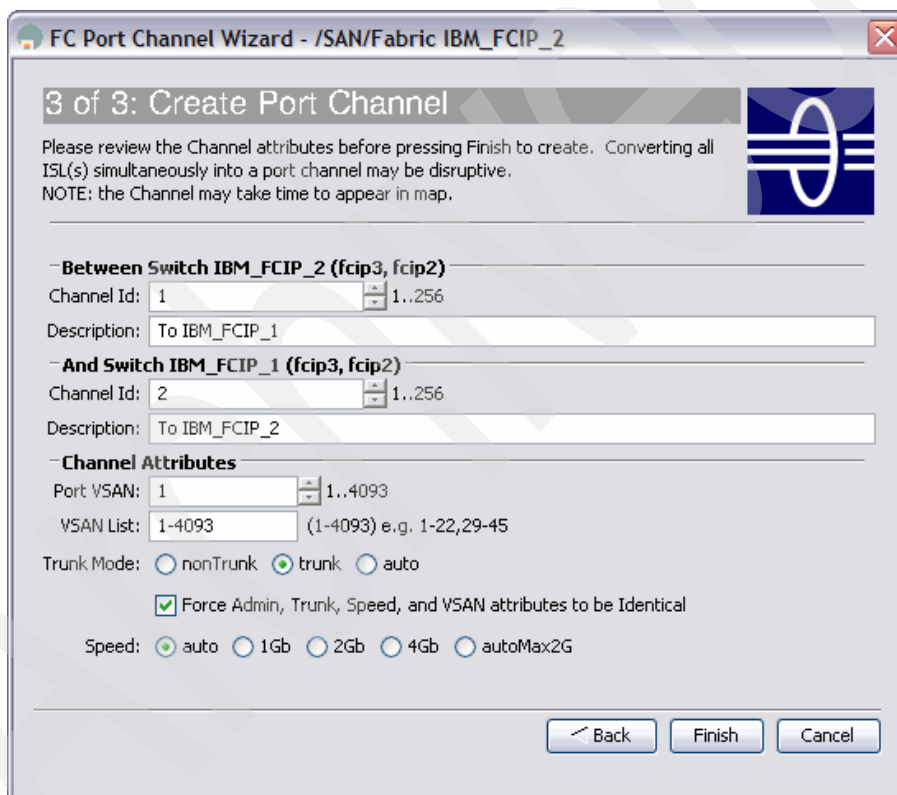 FC Port Channel Wizard - /SAN/Fabric IBM_FCIP_2
3 of 3: Create Port Channel
Please review the Channel attributes before pressing Finish to create. Converting all
ISL(s) simultaneously into a port channel may be disruptive.
NOTE: the Channel may take time to appear in map.
Between Switch IBM_FCIP_2 (fcip3, fcip2)
Channel Id: 1 1..256
Description: To IBM_FCIP_1
And Switch IBM_FCIP_1 (fcip3, fcip2)
Channel Id: 2 1..256
Description: To IBM_FCIP_2
Channel Attributes
Port VSAN: 1 1..4093
VSAN List: 1-4093 (1-4093) e.g. 1-22,29-45
Trunk Mode: nonTrunk trunk auto
Force Admin, Trunk, Speed, and VSAN attributes to be Identical
Speed: auto 1Gb 2Gb 4Gb autoMax2G
Back Finish Cancel